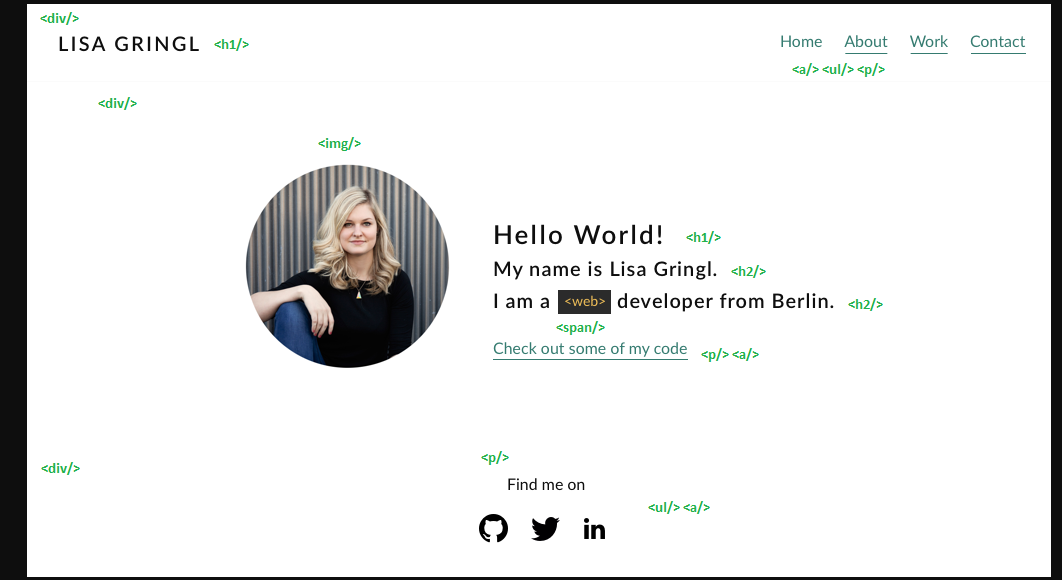 <div/>
LISA GRINGL <h1/>
Home About Work Contact
<a/> <ul/> <p/>
<div/>
<img/>
Hello World! <h1/>
My name is Lisa Gringl. <h2/>
I am a <web> developer from Berlin. <h2/>
<span/>
Check out some of my code <p/> <a/>
<p/>
<div/>
Find me on
<ul/> <a/>
in